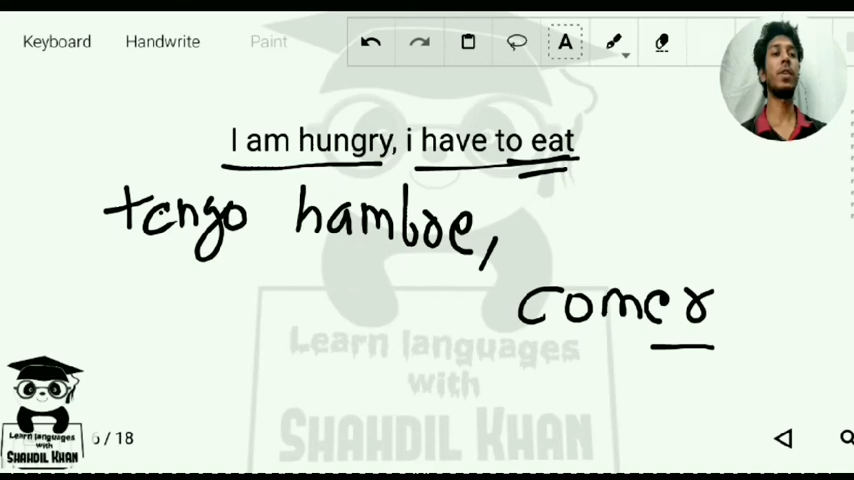 Keyboard Handwrite Paint A
I am hungry, i have to eat
tengo hambre,
comer
Learn languages
with
SHAHDIL KHAN
Learn languages
with
SHAHDIL KHAN
6 / 18